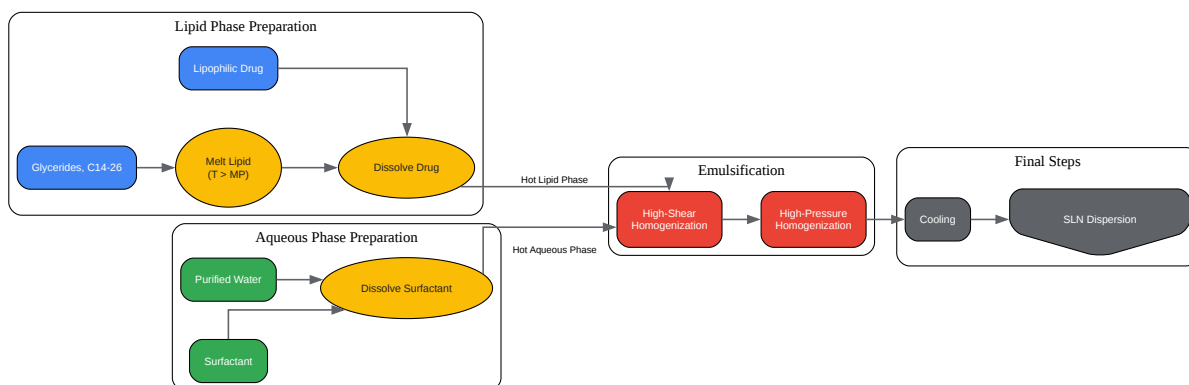 Lipid Phase Preparation
Lipophilic Drug
Glycerides, C14-26
Melt Lipid
(T > MP)
Dissolve Drug
Hot Lipid Phase
Aqueous Phase Preparation
Purified Water
Surfactant
Dissolve Surfactant
Hot Aqueous Phase
Emulsification
High-Shear
Homogenization
High-Pressure
Homogenization
Final Steps
Cooling
SLN Dispersion